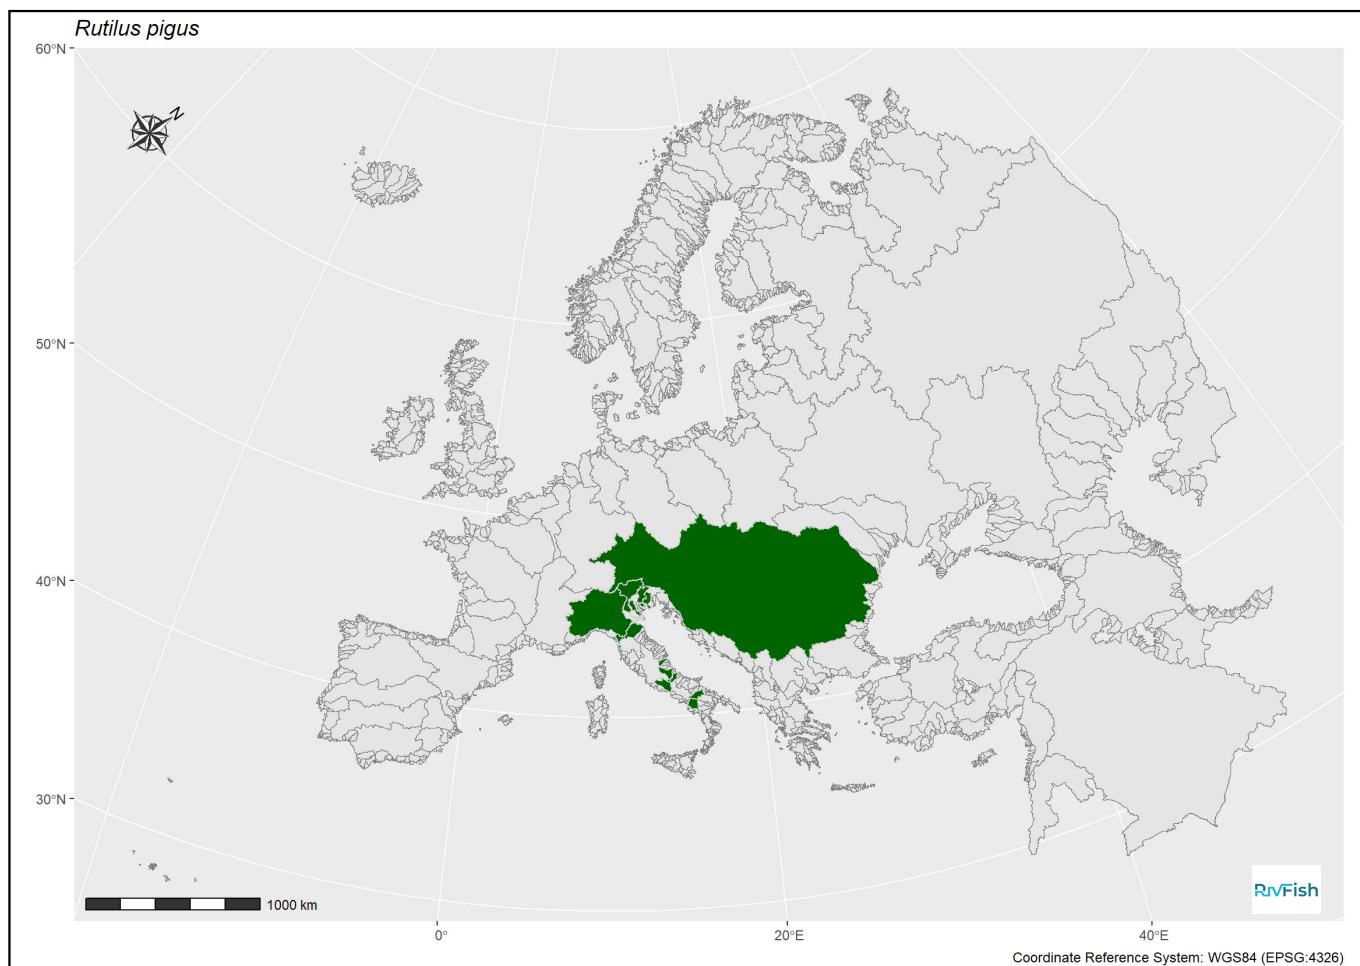 Rutilus pigus
60°N
N
50°N
40°N
30°N
1000 km
RivFish
0°
20°E
40°E
Coordinate Reference System: WGS84 (EPSG:4326)